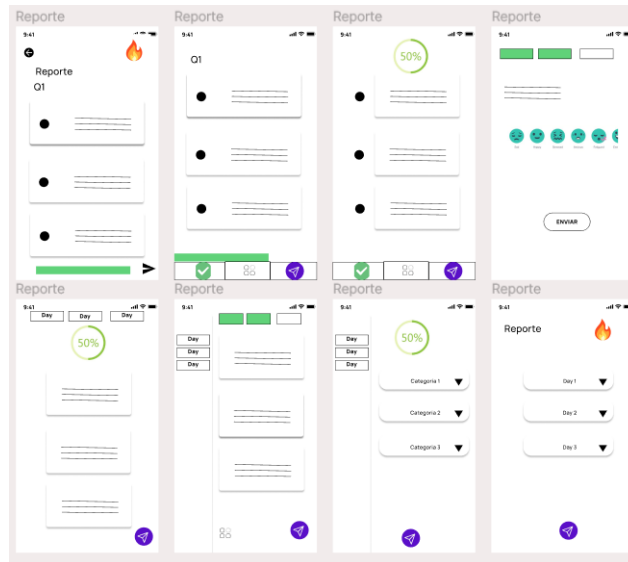 Reporte
9:41
Reporte
Q1
Reporte
9:41
Q1
Reporte
9:41
50%
Reporte
9:41
ENVIAR
Reporte
9:41
Day Day Day
50%
Reporte
9:41
Day
Day
Day
Reporte
9:41
50%
Day
Day
Day
Categoria 1
Categoria 2
Categoria 3
Reporte
9:41
Reporte
Day 1
Day 2
Day 3